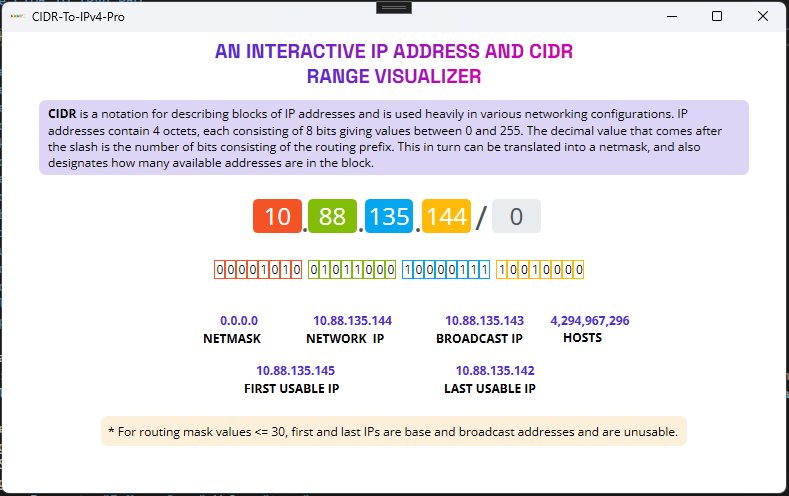 CIDR-To-IPv4-Pro
AN INTERACTIVE IP ADDRESS AND CIDR
RANGE VISUALIZER
CIDR is a notation for describing blocks of IP addresses and is used heavily in various networking configurations. IP
addresses contain 4 octets, each consisting of 8 bits giving values between 0 and 255. The decimal value that comes after
the slash is the number of bits consisting of the routing prefix. This in turn can be translated into a netmask, and also
designates how many available addresses are in the block.
10.88.135.144/0
00001010 01011000 10000111 10010000
0.0.0.0 10.88.135.144 10.88.135.143 4,294,967,296
NETMASK NETWORK IP BROADCAST IP HOSTS
10.88.135.145 10.88.135.142
FIRST USABLE IP LAST USABLE IP
* For routing mask values <= 30, first and last IPs are base and broadcast addresses and are unusable.